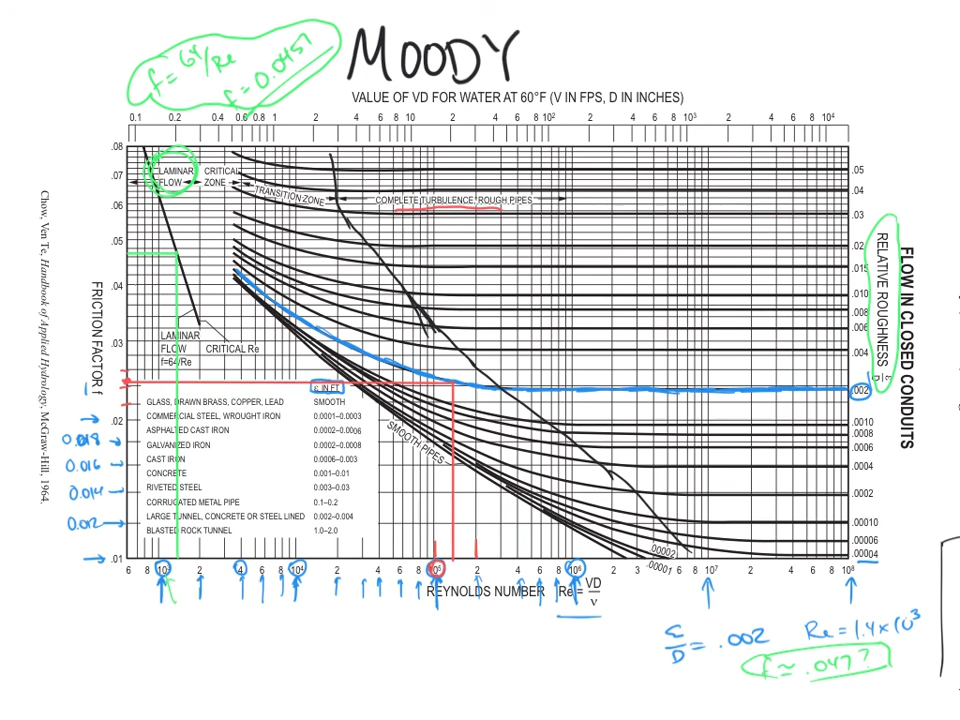 f = 64/Re
f = 0.0457
MOODY
VALUE OF VD FOR WATER AT 60°F (V IN FPS, D IN INCHES)
0.1 0.2 0.4 0.6 0.8 1 2 4 6 8 10 2 4 6 8 10² 2 4 6 8 10³ 2 4 6 8 10⁴
.08
.07
.06
.05
.04
.03
.02
.01
FRICTION FACTOR f
LAMINAR
FLOW
CRITICAL
ZONE
TRANSITION ZONE
COMPLETE TURBULENCE, ROUGH PIPES
LAMINAR
FLOW
f=64/Re
CRITICAL Re
SMOOTH PIPES
ε IN FT
GLASS, DRAWN BRASS, COPPER, LEAD SMOOTH
COMMERCIAL STEEL, WROUGHT IRON 0.0001–0.0003
ASPHALTED CAST IRON 0.0002–0.0006
GALVANIZED IRON 0.0002–0.0008
CAST IRON 0.0006–0.003
CONCRETE 0.001–0.01
RIVETED STEEL 0.003–0.03
CORRUGATED METAL PIPE 0.1–0.2
LARGE TUNNEL, CONCRETE OR STEEL LINED 0.002–0.004
BLASTED ROCK TUNNEL 1.0–2.0
0.018
0.016
0.014
0.012
.05
.04
.03
.02
.015
.010
.008
.006
.004
.002
.0010
.0008
.0006
.0004
.0002
.00010
.00006
.00004
.00002
.00001
RELATIVE ROUGHNESS ε/D
FLOW IN CLOSED CONDUITS
6 8 10³ 2 4 6 8 10⁴ 2 4 6 8 10⁵ 2 4 6 8 10⁶ 2 3 4 6 8 10⁷ 2 4 6 8 10⁸
REYNOLDS NUMBER Re = VD/ν
ε/D = .002 Re = 1.4 × 10³
f ≈ .047?
Chow, Ven Te, Handbook of Applied Hydrology, McGraw-Hill, 1964.